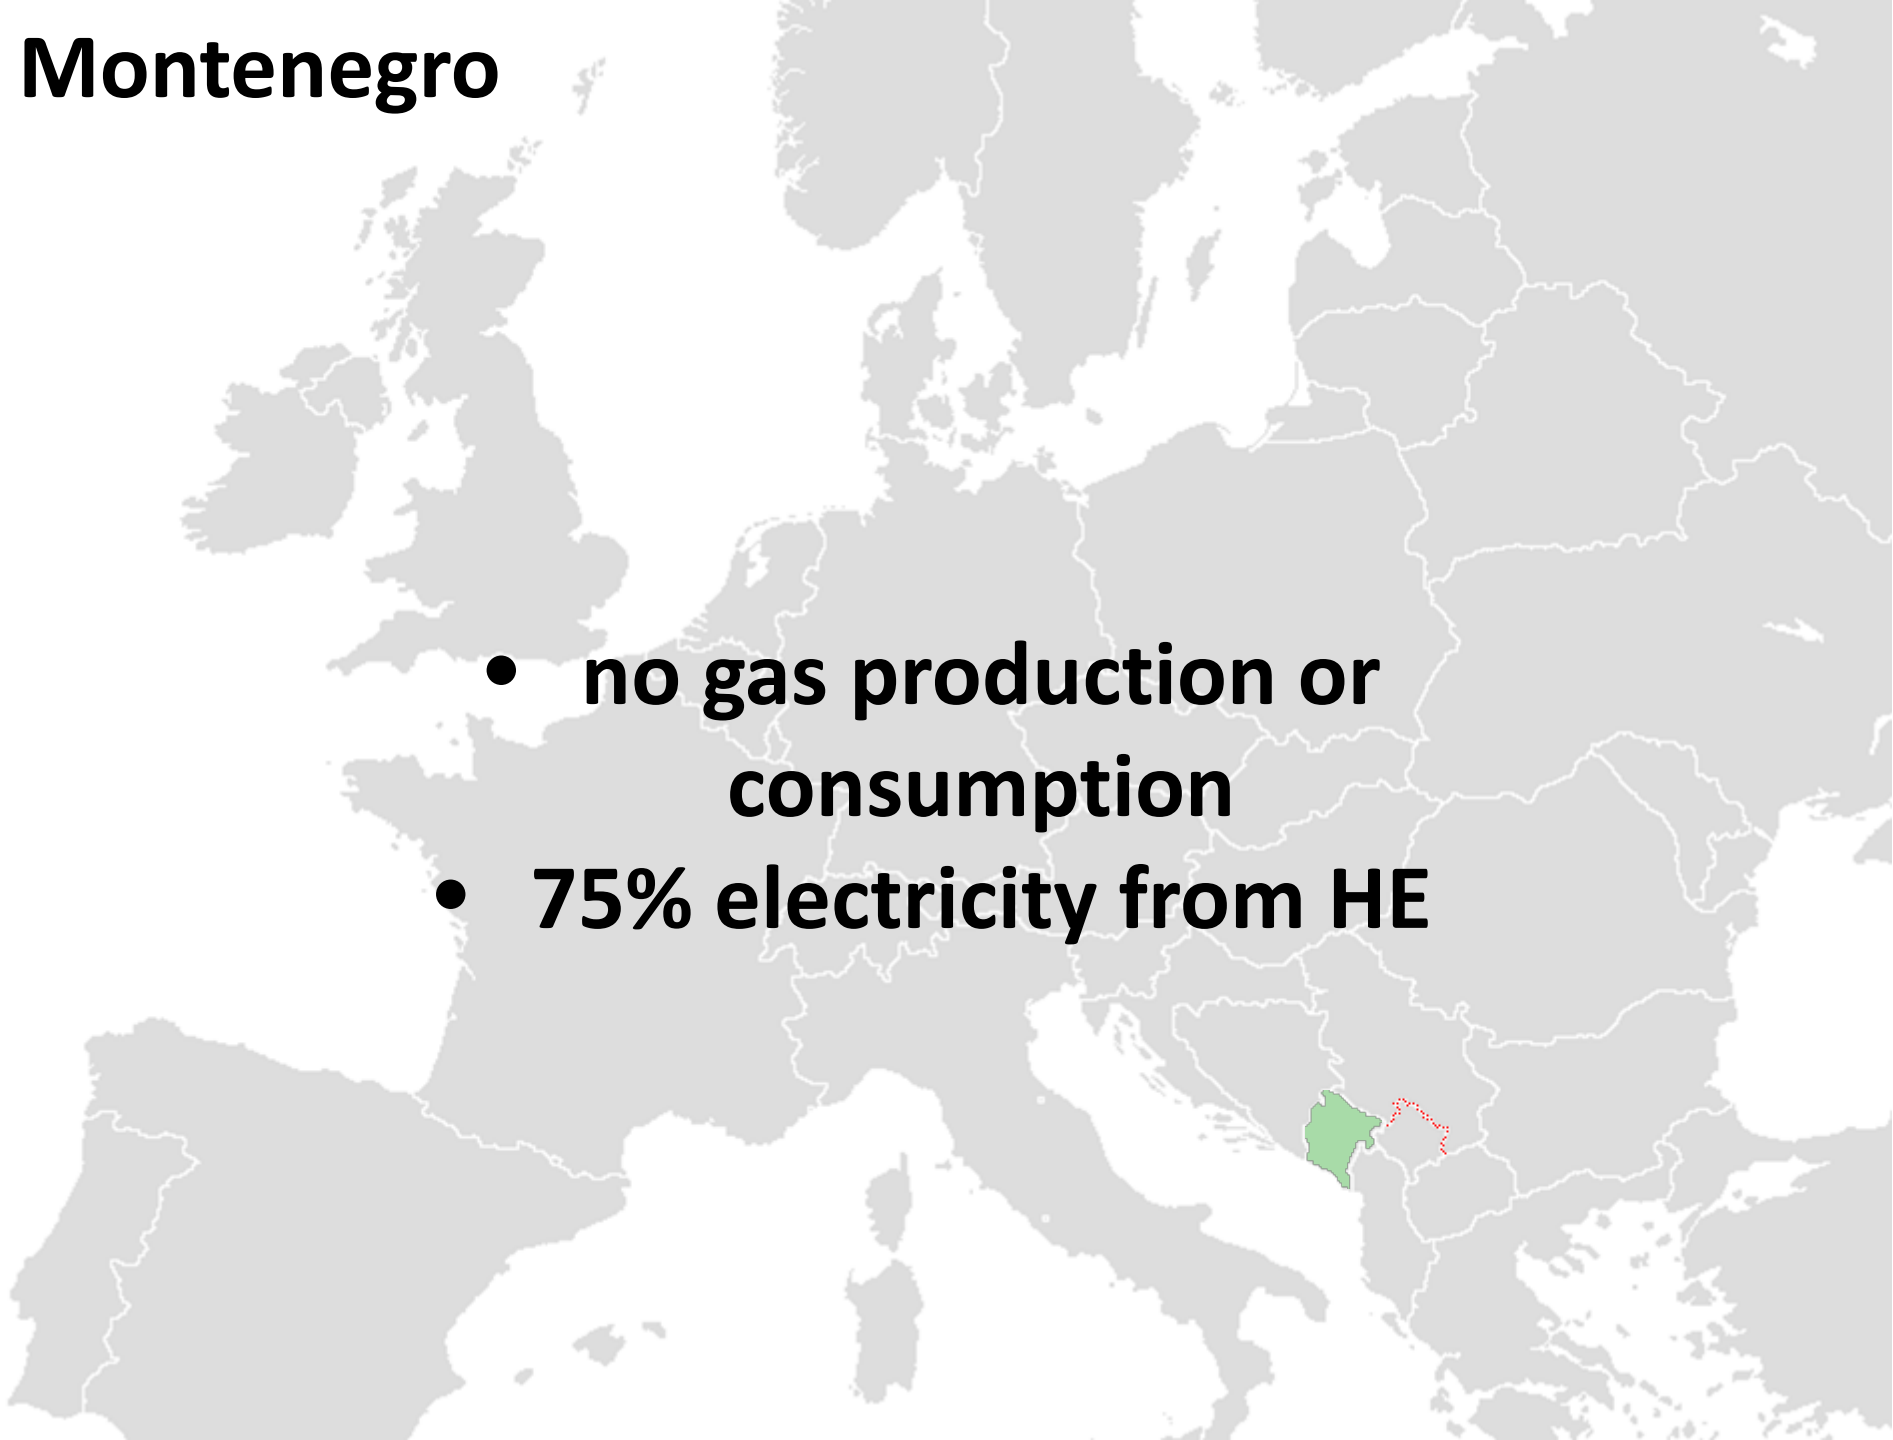 Montenegro
• no gas production or
consumption
• 75% electricity from HE